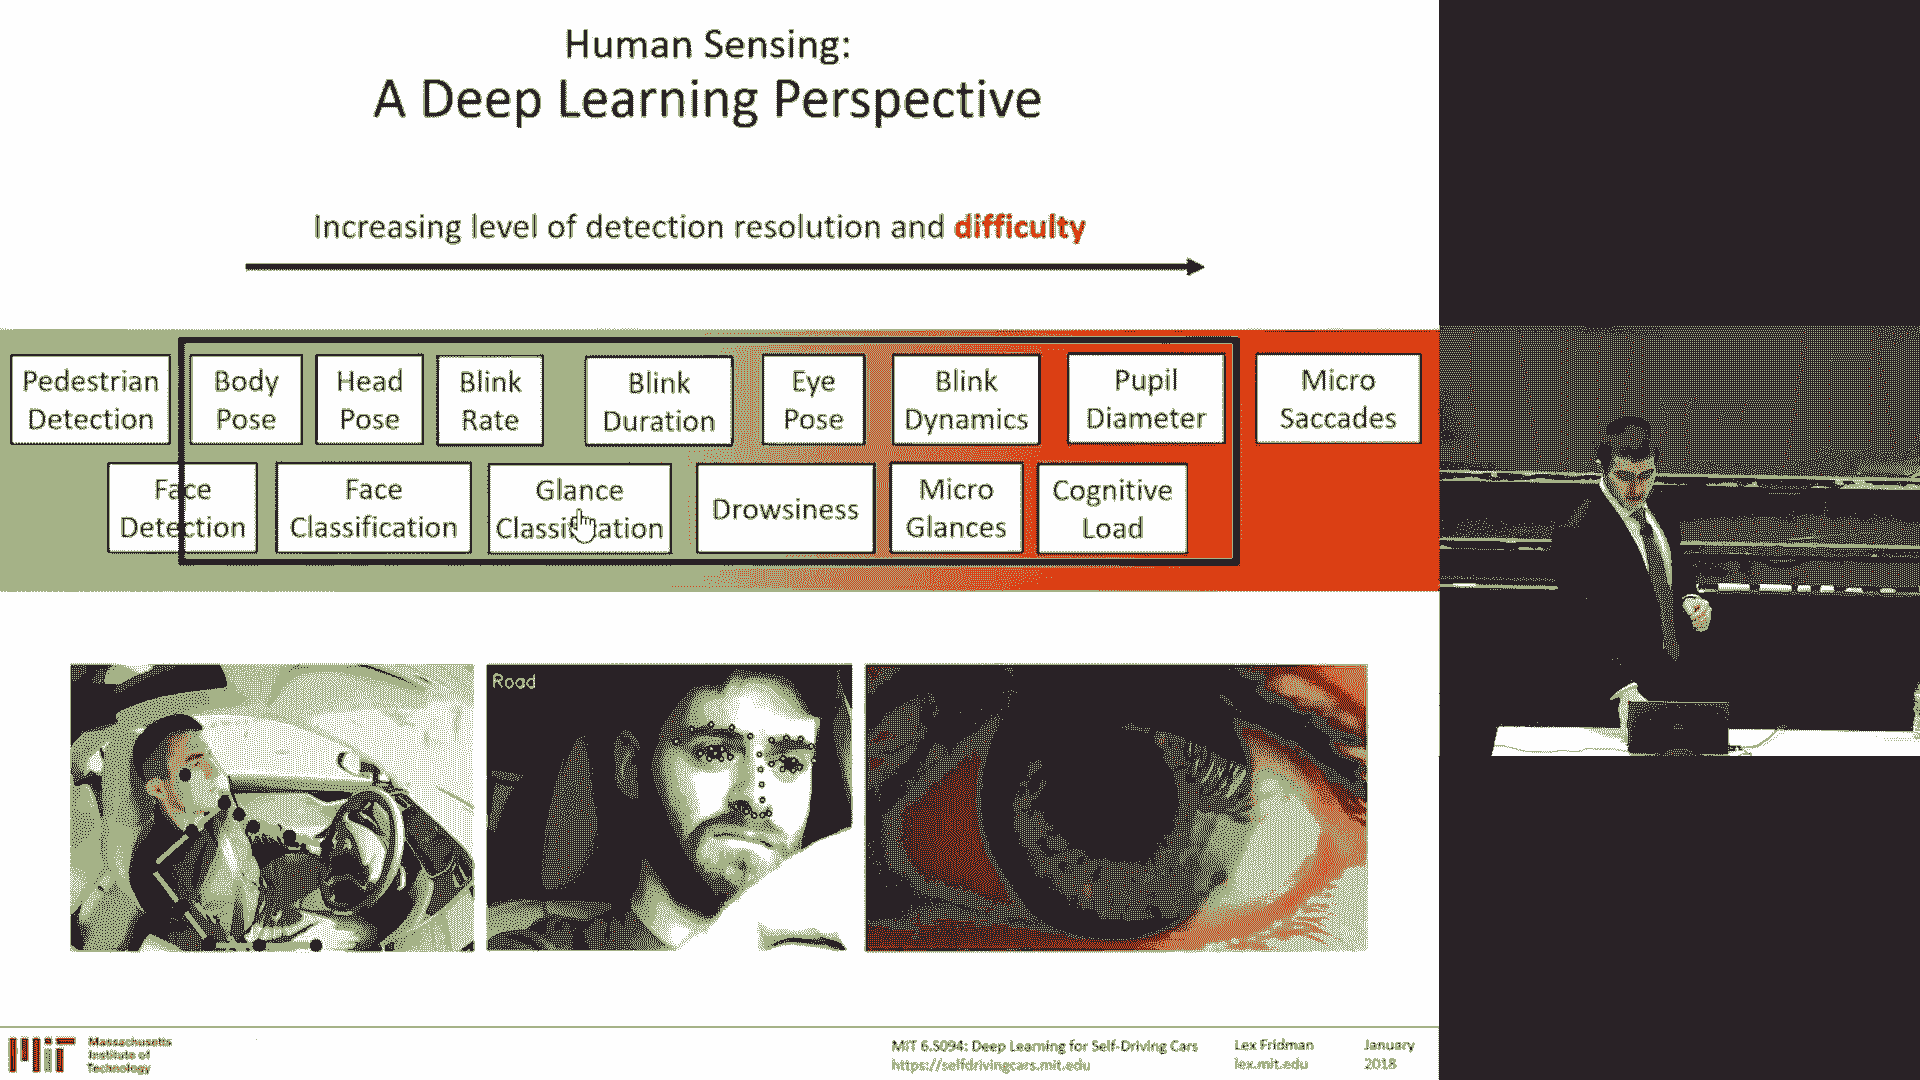 Human Sensing:
A Deep Learning Perspective
Increasing level of detection resolution and difficulty
Pedestrian
Detection
Body
Pose
Head
Pose
Blink
Rate
Blink
Duration
Eye
Pose
Blink
Dynamics
Pupil
Diameter
Micro
Saccades
Face
Detection
Face
Classification
Glance
Classification
Drowsiness
Micro
Glances
Cognitive
Load
Road
Massachusetts
Institute of
Technology
MIT 6.S094: Deep Learning for Self-Driving Cars
https://selfdrivingcars.mit.edu
Lex Fridman
lex.mit.edu
January
2018